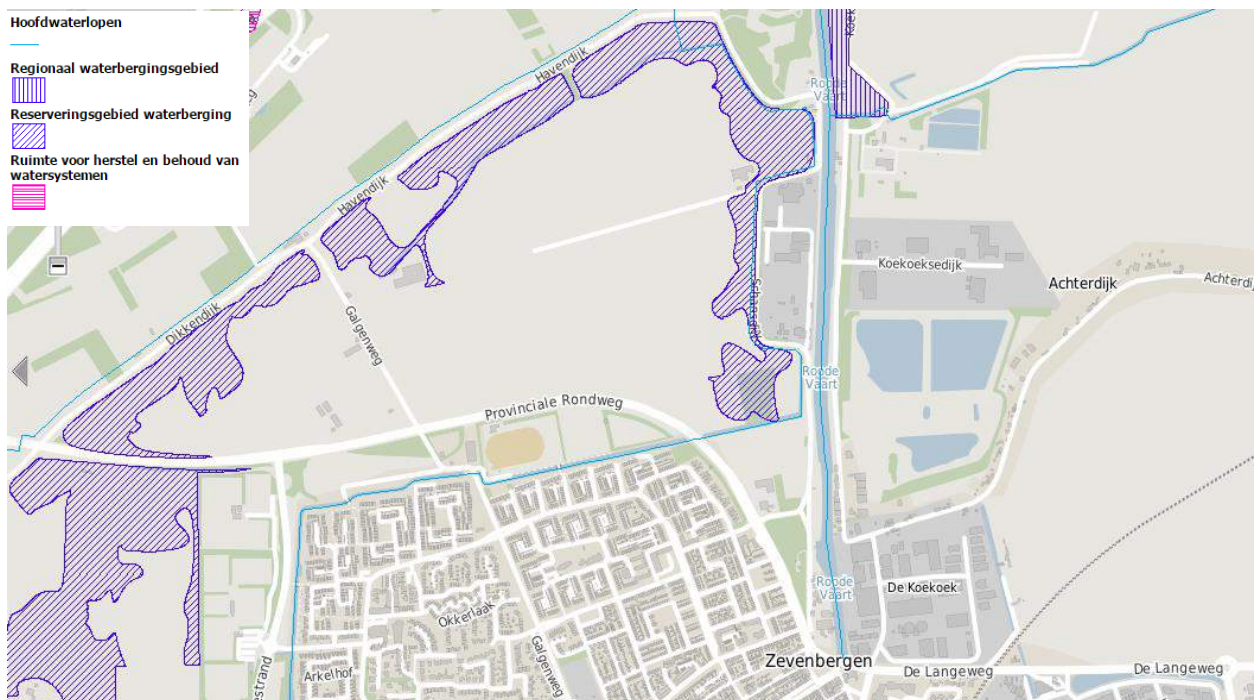 Hoofdwaterlopen
Regionaal waterbergingsgebied
Reserveringsgebied waterberging
Ruimte voor herstel en behoud van
watersystemen
Havendijk
Roode
Vaart
Havendijk
Koekoeksedijk
Achterdijk
Dikkendijk
Galgenweg
Roode
Vaart
Provinciale Rondweg
Roode
Vaart
De Koekoek
Okkerlaak
Galgenweg
Zevenbergen
De Langeweg
De Langeweg
Arkelhof